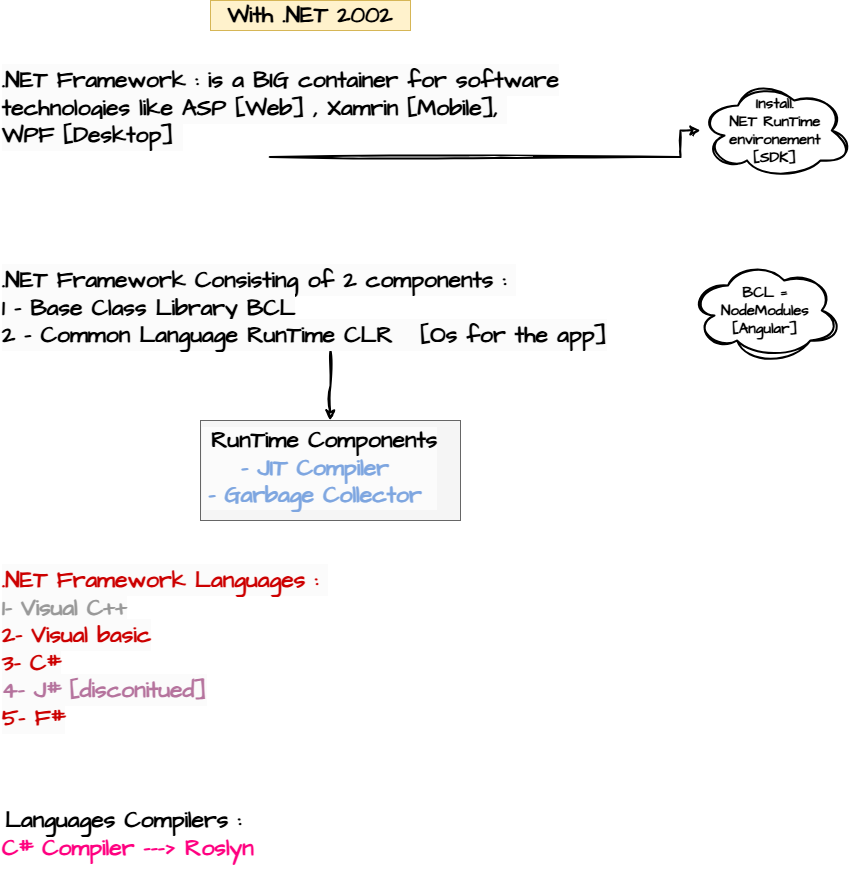 With .NET 2002
.NET Framework : is a BIG container for software
technologies like ASP [Web] , Xamrin [Mobile],
WPF [Desktop]
Install.
NET RunTime
environement
[SDK]
.NET Framework Consisting of 2 components :
1 - Base Class Library BCL
2 - Common Language RunTime CLR [Os for the app]
BCL =
NodeModules
[Angular]
RunTime Components
- JIT Compiler
- Garbage Collector
.NET Framework Languages :
1- Visual C++
2- Visual basic
3- C#
4- J# [disconitued]
5- F#
Languages Compilers :
C# Compiler ---> Roslyn